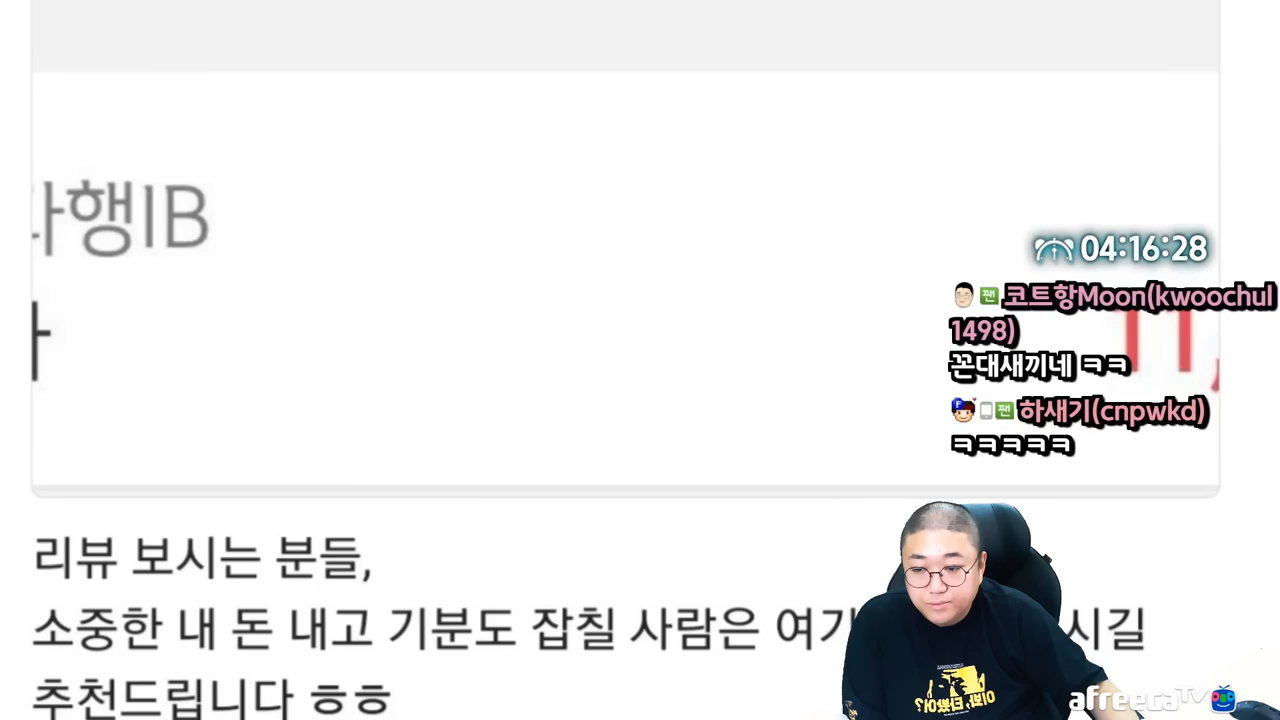 행IB
04:16:28
코트항Moon(kwoochul
1498)
꼰대새끼네 ㅋㅋ
11,
하새기(cnpwkd)
ㅋㅋㅋㅋㅋ
리뷰 보시는 분들,
소중한 내 돈 내고 기분도 잡칠 사람은 여기 시길
추천드립니다 ㅎㅎ
afreecaTV